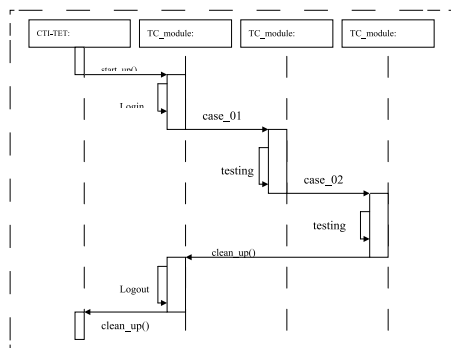 CTI-TET:
TC_module:
TC_module:
TC_module:
start_up()
Login
case_01
testing
case_02
testing
clean_up()
Logout
clean_up()